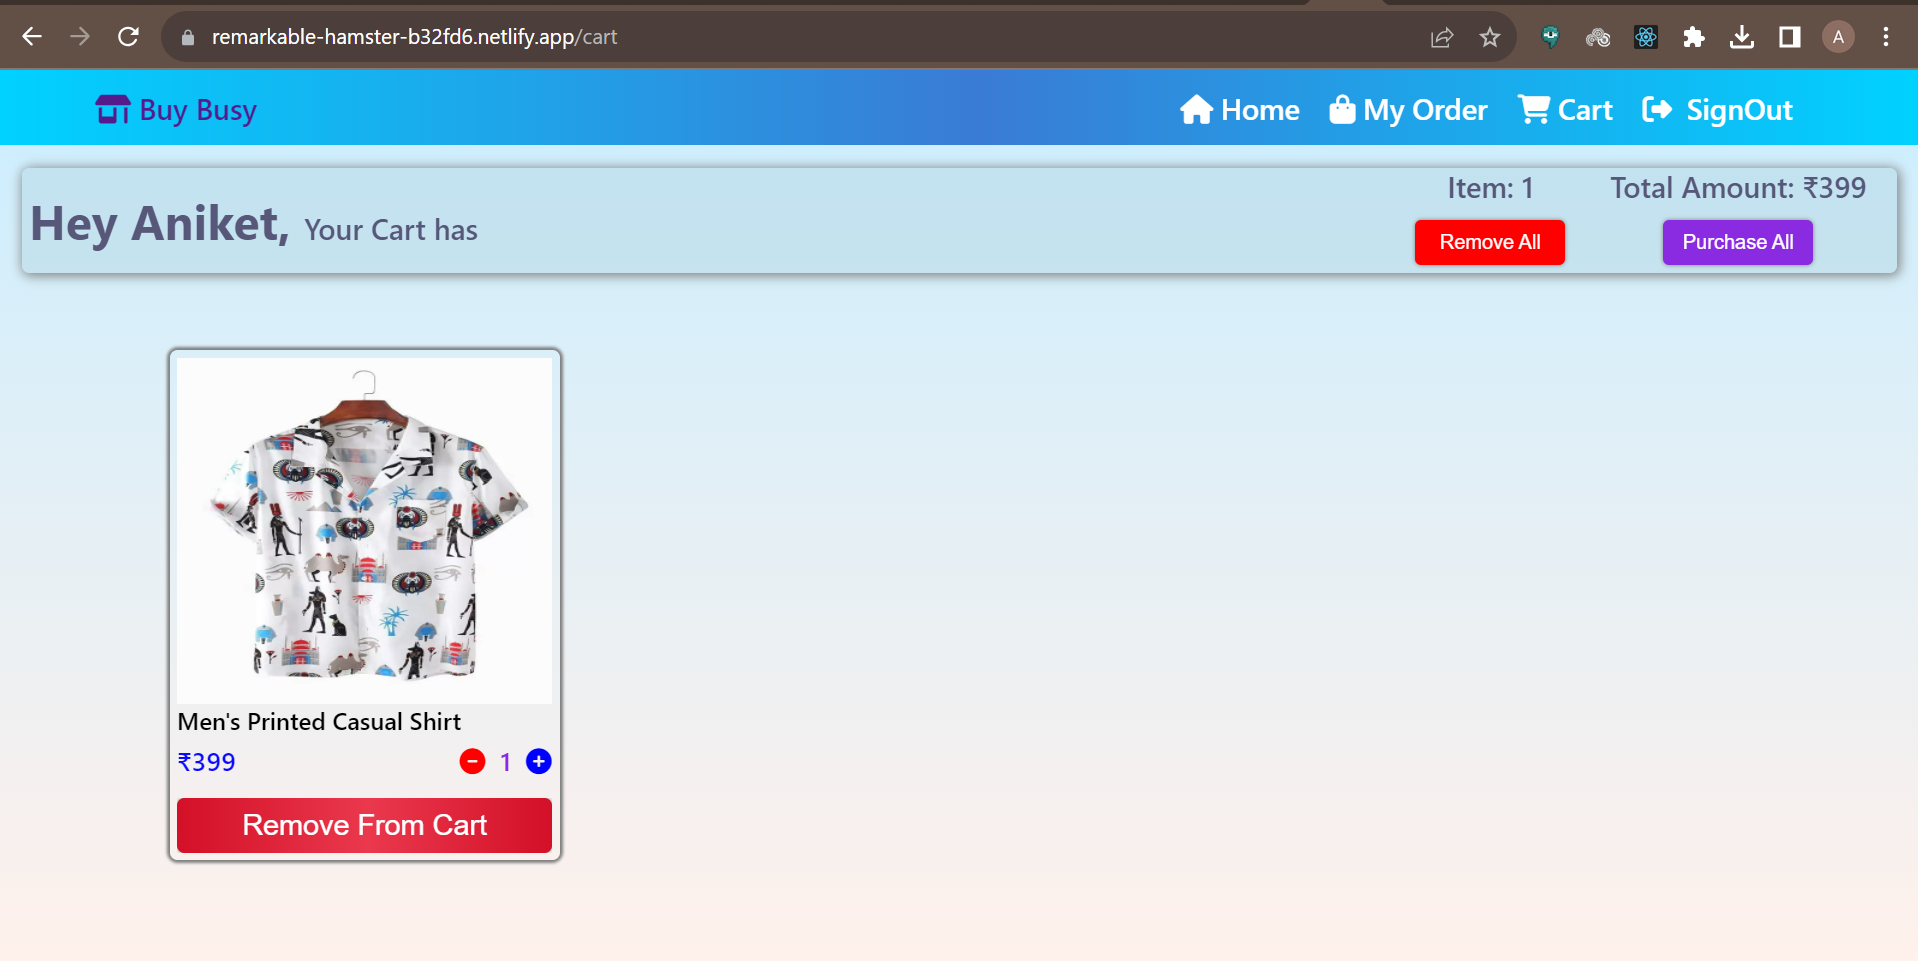 remarkable-hamster-b32fd6.netlify.app/cart
A
Buy Busy
Home My Order Cart SignOut
Hey Aniket, Your Cart has
Item: 1 Total Amount: ₹399
Remove All Purchase All
Men's Printed Casual Shirt
₹399 1
Remove From Cart